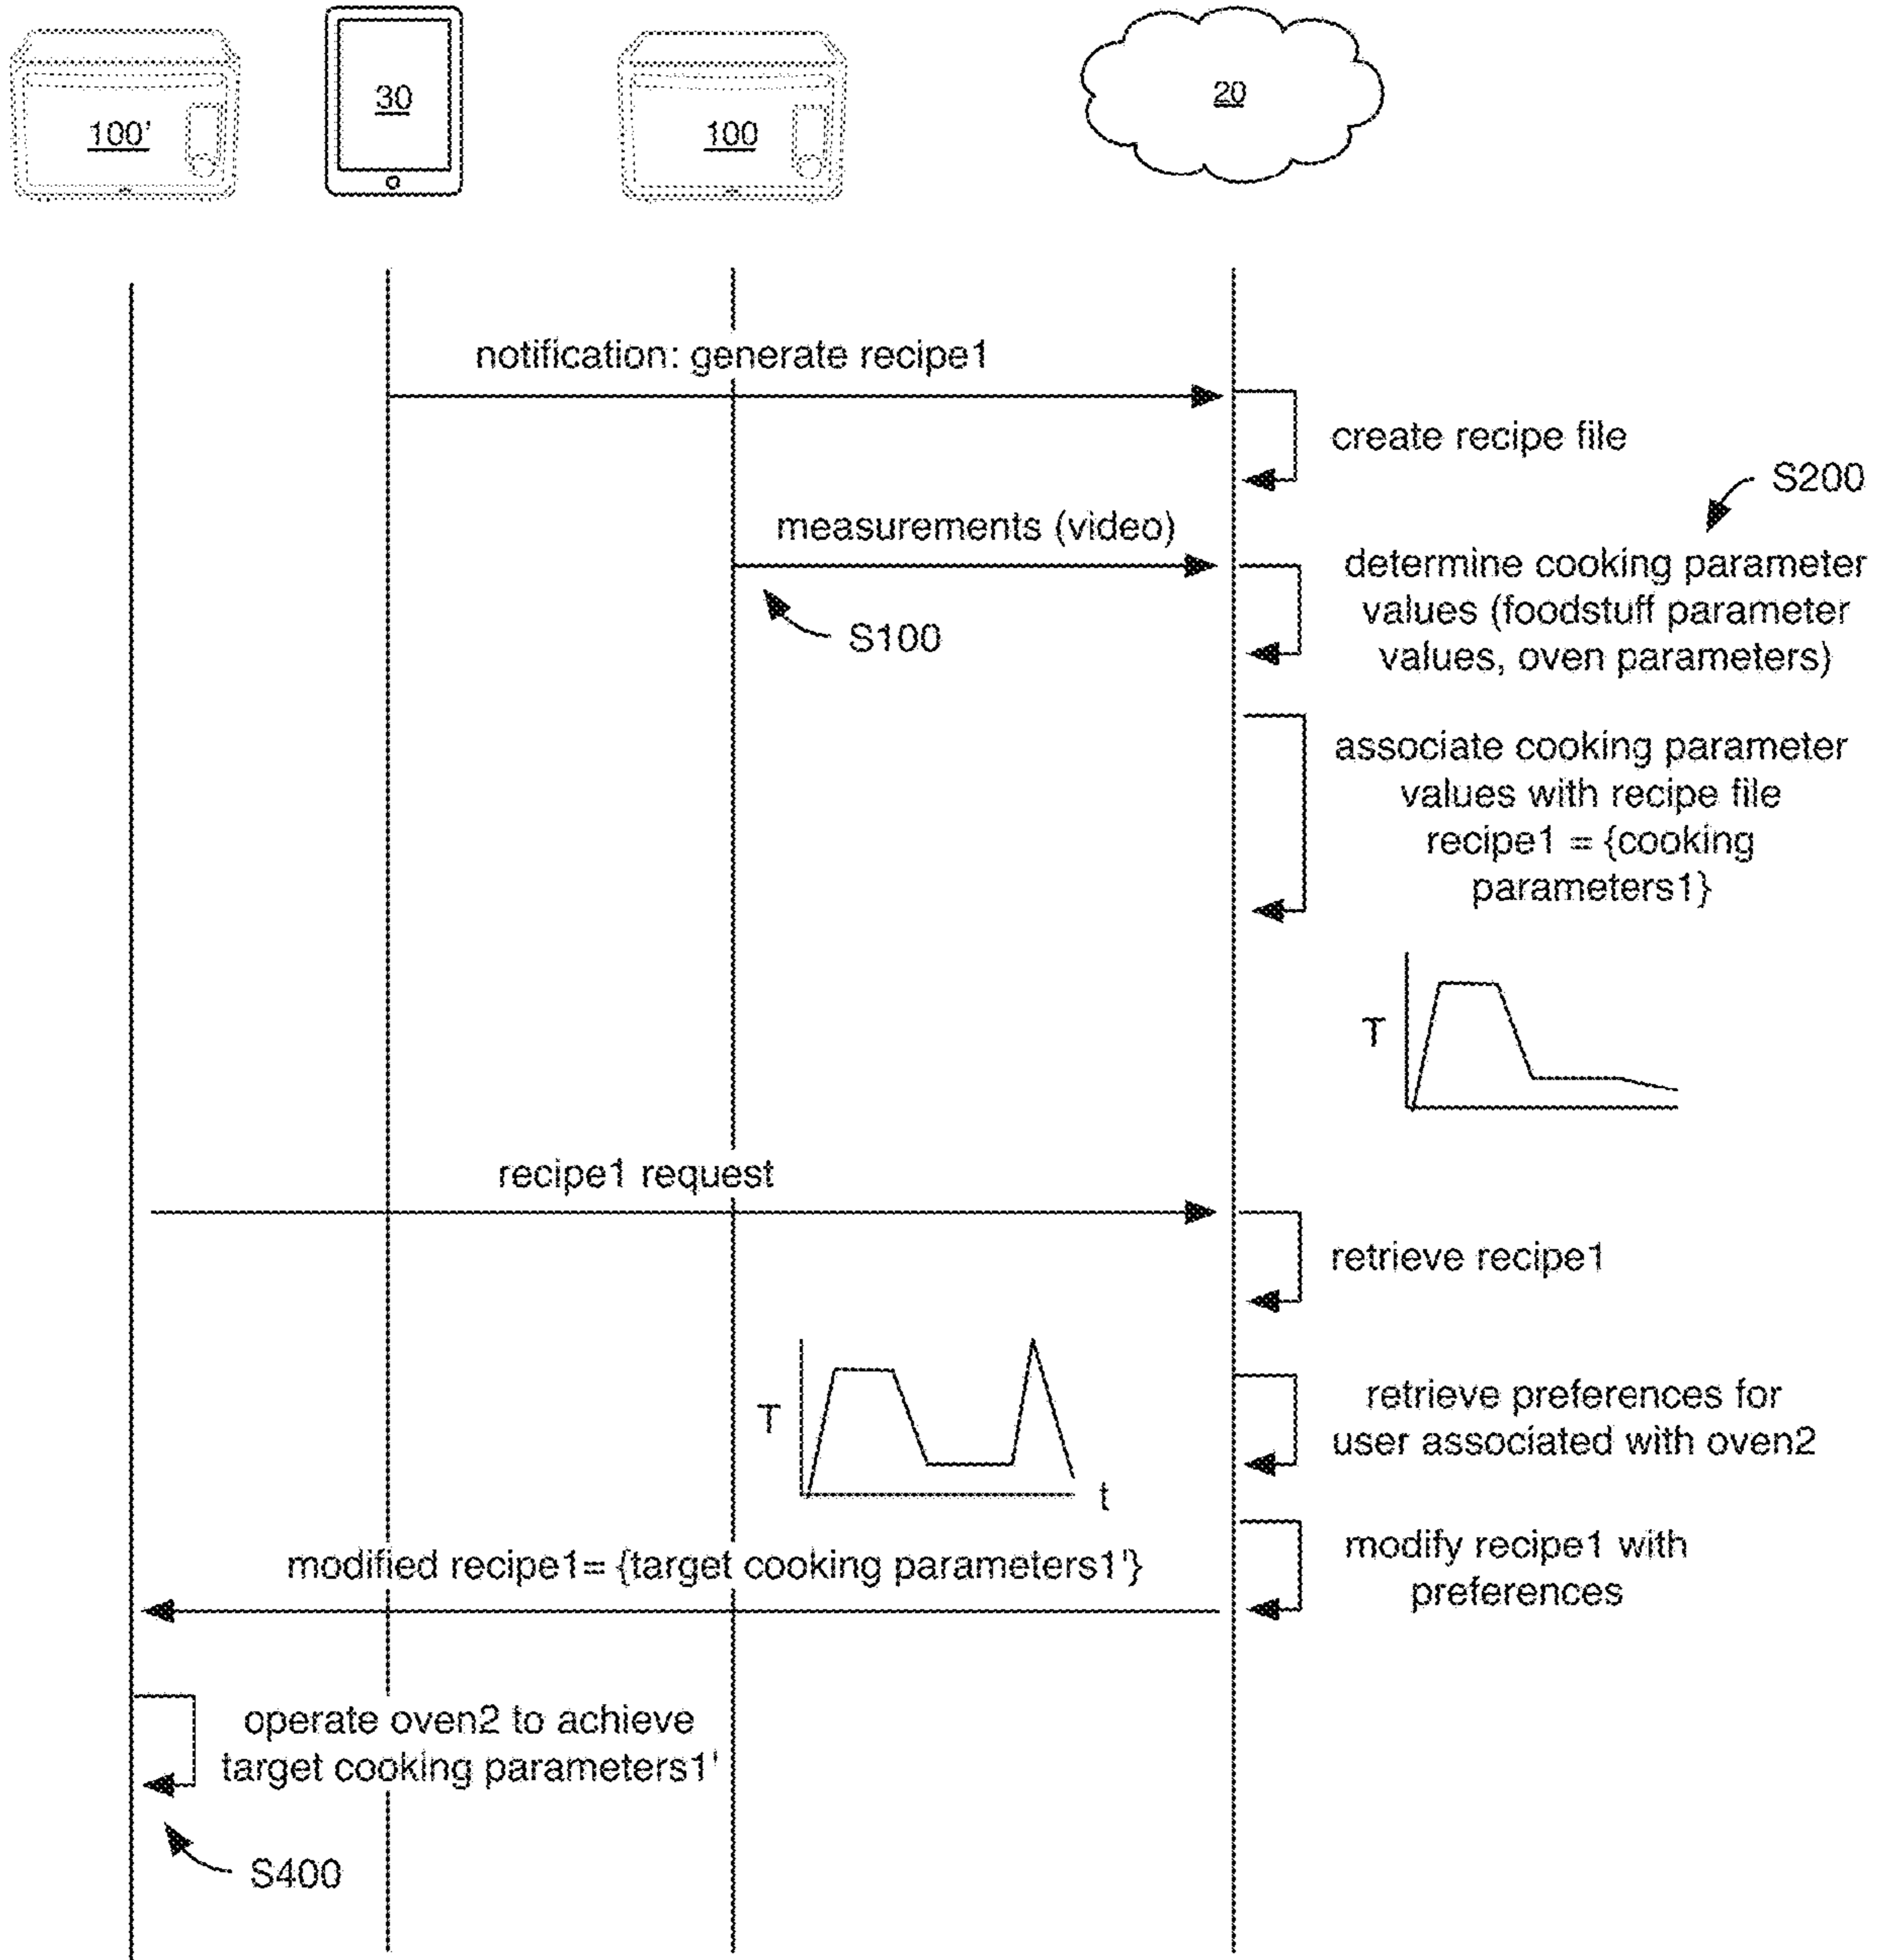 100'
30
100
20
notification: generate recipe1
create recipe file
S200
measurements (video)
determine cooking parameter
values (foodstuff parameter
values, oven parameters)
S100
associate cooking parameter
values with recipe file
recipe1 = {cooking
parameters1}
T
recipe1 request
retrieve recipe1
T
t
retrieve preferences for
user associated with oven2
modified recipe1= {target cooking parameters1'}
modify recipe1 with
preferences
operate oven2 to achieve
target cooking parameters1'
S400